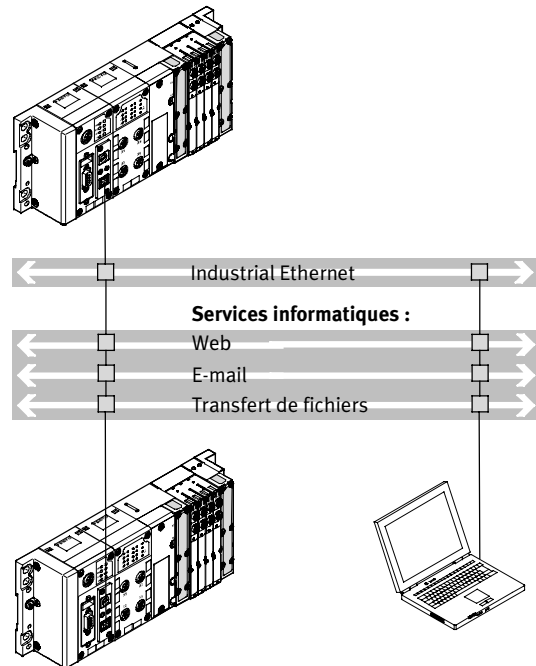 Industrial Ethernet
Services informatiques :
Web
E-mail
Transfert de fichiers